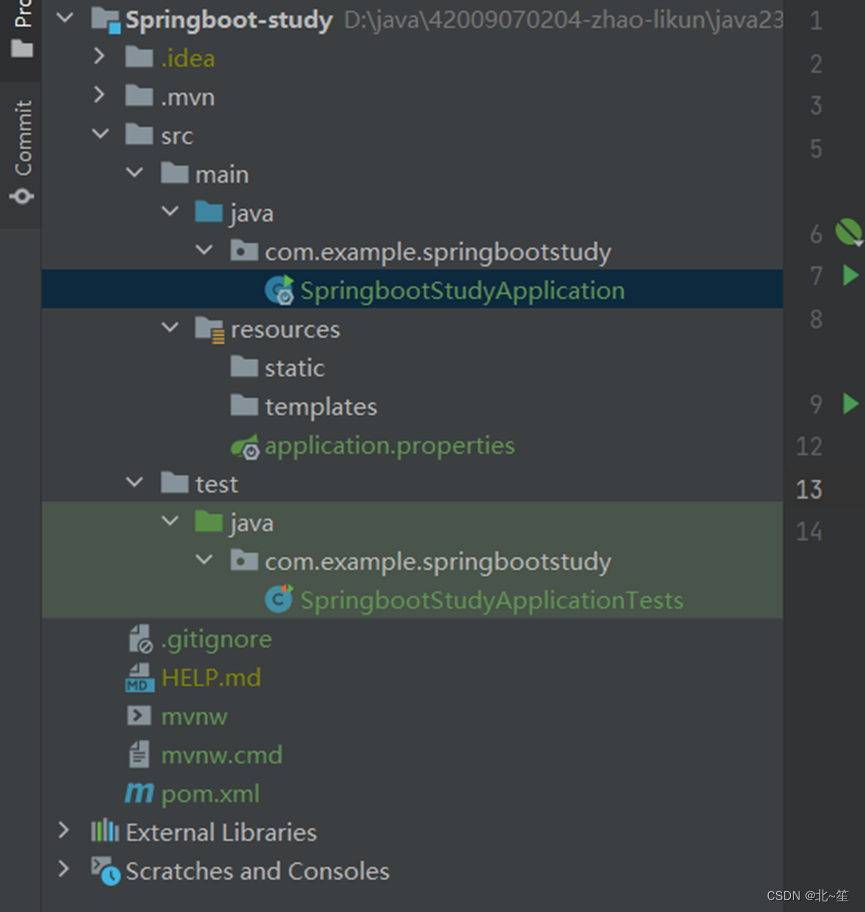 Springboot-study D:\java\42009070204-zhao-likun\java23
.idea
.mvn
src
main
java
com.example.springbootstudy
SpringbootStudyApplication
resources
static
templates
application.properties
test
java
com.example.springbootstudy
SpringbootStudyApplicationTests
.gitignore
MD HELP.md
mvnw
mvnw.cmd
m pom.xml
External Libraries
Scratches and Consoles
Commit
1
2
3
5
6
7
8
9
12
13
14
CSDN @北~笙